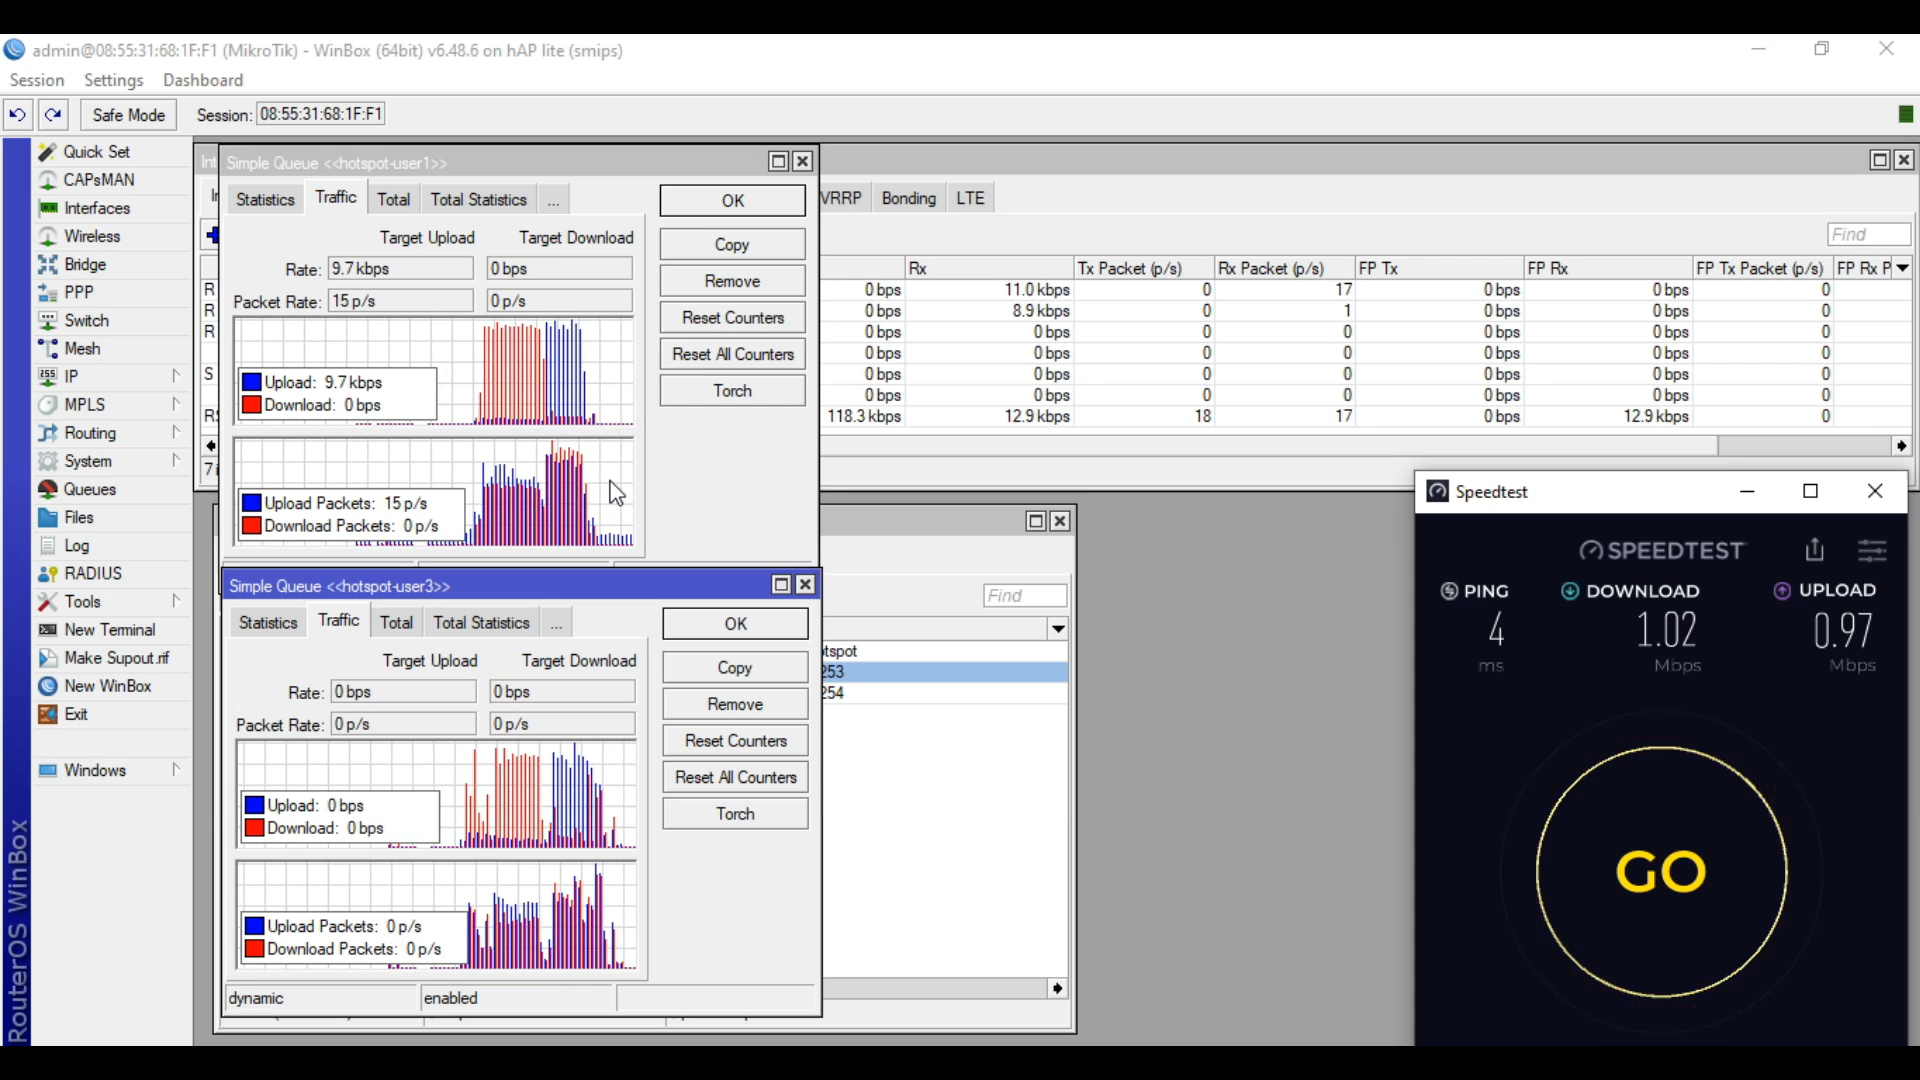 admin@08:55:31:68:1F:F1 (MikroTik) - WinBox (64bit) v6.48.6 on hAP lite (smips)
Session Settings Dashboard
Safe Mode Session: 08:55:31:68:1F:F1
RouterOS WinBox
Quick Set
CAPsMAN
Interfaces
Wireless
Bridge
PPP
Switch
Mesh
IP
MPLS
Routing
System
Queues
Files
Log
RADIUS
Tools
New Terminal
Make Supout.rif
New WinBox
Exit
Windows
Simple Queue <<hotspot-user1>>
Statistics Traffic Total Total Statistics ...
Target Upload Target Download
Rate: 9.7 kbps 0 bps
Packet Rate: 15 p/s 0 p/s
Upload: 9.7 kbps
Download: 0 bps
Upload Packets: 15 p/s
Download Packets: 0 p/s
OK
Copy
Remove
Reset Counters
Reset All Counters
Torch
VRRP Bonding LTE
Find
Rx Tx Packet (p/s) Rx Packet (p/s) FP Tx FP Rx FP Tx Packet (p/s) FP Rx P
R 0 bps 11.0 kbps 0 17 0 bps 0 bps 0
R 0 bps 8.9 kbps 0 1 0 bps 0 bps 0
R 0 bps 0 bps 0 0 0 bps 0 bps 0
0 bps 0 bps 0 0 0 bps 0 bps 0
S 0 bps 0 bps 0 0 0 bps 0 bps 0
0 bps 0 bps 0 0 0 bps 0 bps 0
RS 118.3 kbps 12.9 kbps 18 17 0 bps 12.9 kbps 0
Simple Queue <<hotspot-user3>>
Statistics Traffic Total Total Statistics ...
Target Upload Target Download
Rate: 0 bps 0 bps
Packet Rate: 0 p/s 0 p/s
Upload: 0 bps
Download: 0 bps
Upload Packets: 0 p/s
Download Packets: 0 p/s
OK
Copy
Remove
Reset Counters
Reset All Counters
Torch
dynamic enabled
Find
tspot
253
254
Speedtest
SPEEDTEST
PING DOWNLOAD UPLOAD
4 1.02 0.97
ms Mbps Mbps
GO